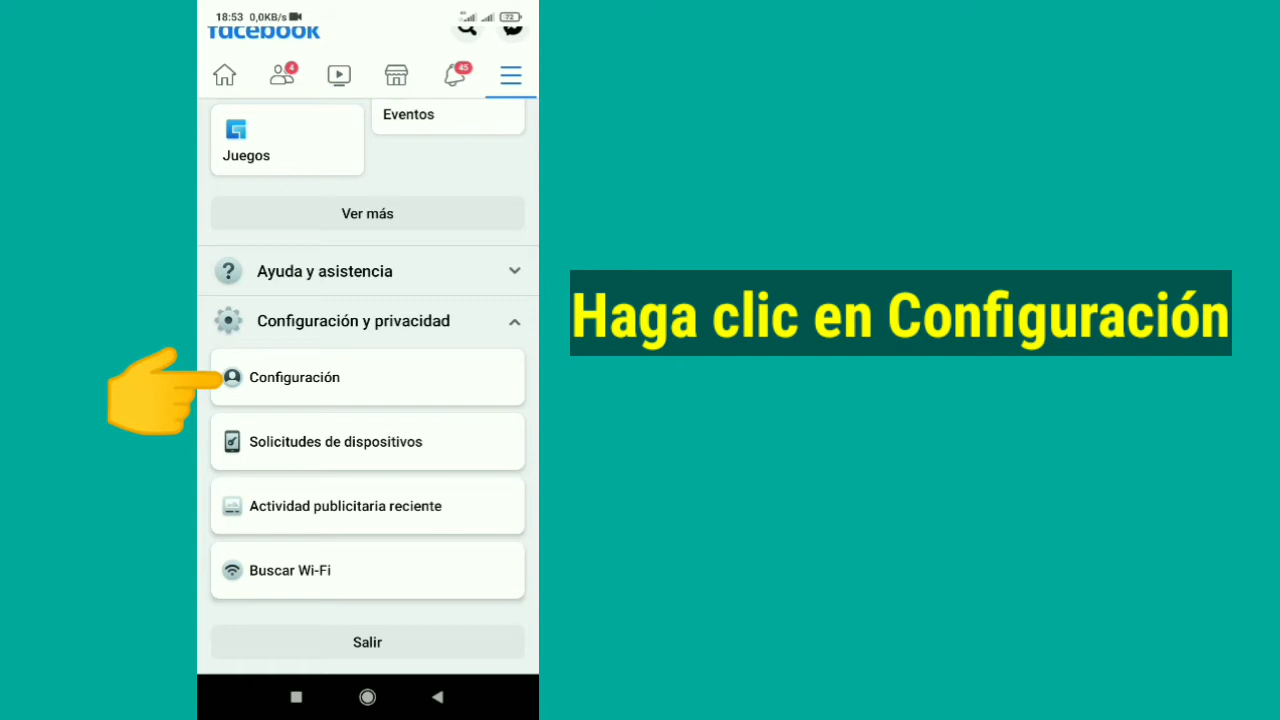 18:53 0,0KB/s
72
facebook
4
45
Eventos
Juegos
Ver más
Ayuda y asistencia
Configuración y privacidad
Configuración
Solicitudes de dispositivos
Actividad publicitaria reciente
Buscar Wi-Fi
Salir
Haga clic en Configuración